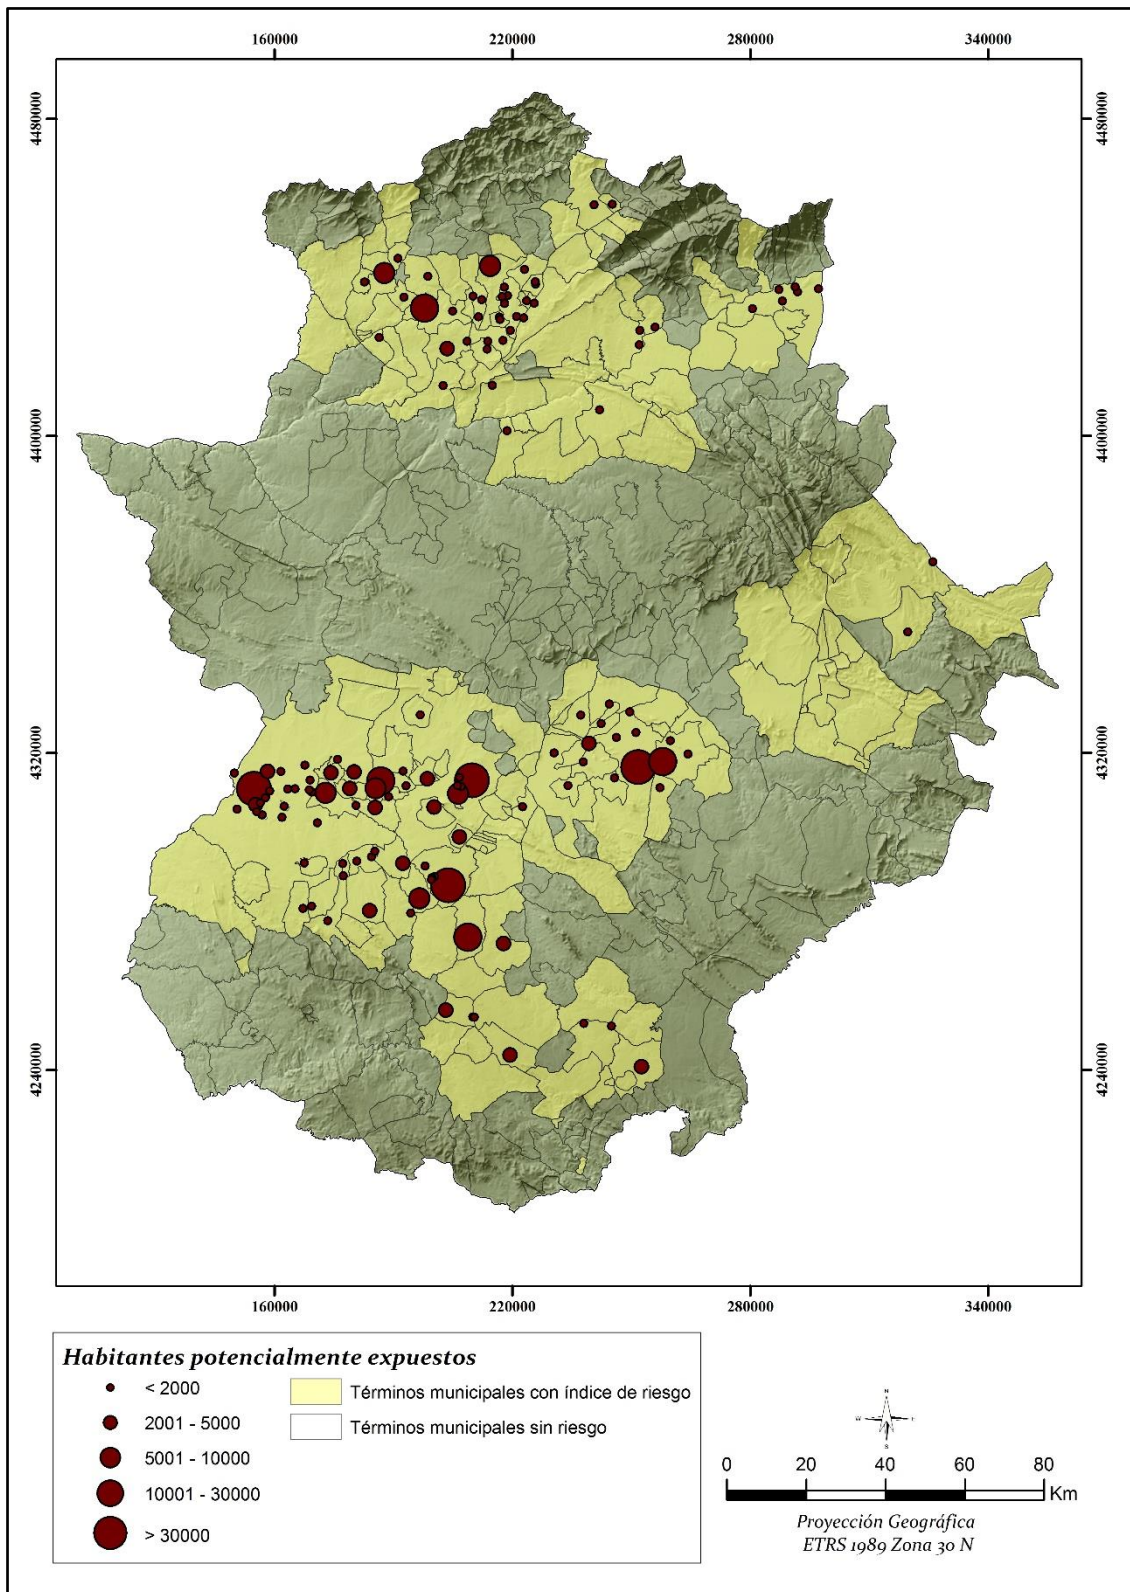 160000 220000 280000 340000
4480000 4480000
4400000 4400000
4320000 4320000
4240000 4240000
160000 220000 280000 340000
Habitantes potencialmente expuestos
< 2000
2001 - 5000
5001 - 10000
10001 - 30000
> 30000
Términos municipales con índice de riesgo
Términos municipales sin riesgo
N
W E
S
0 20 40 60 80
Km
Proyección Geográfica
ETRS 1989 Zona 30 N